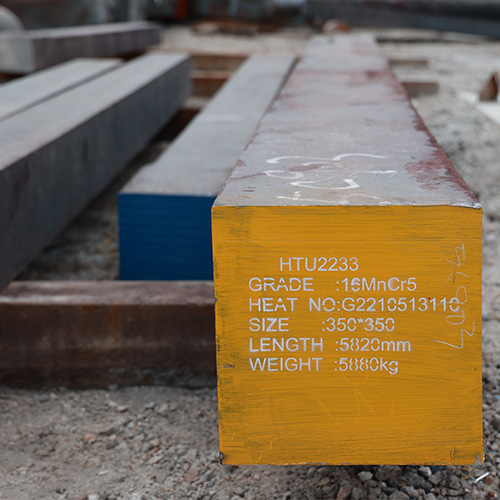 HTU2233
GRADE :16MnCr5
HEAT NO:G2210513110
SIZE :350*350
LENGTH :5820mm
WEIGHT :5880kg